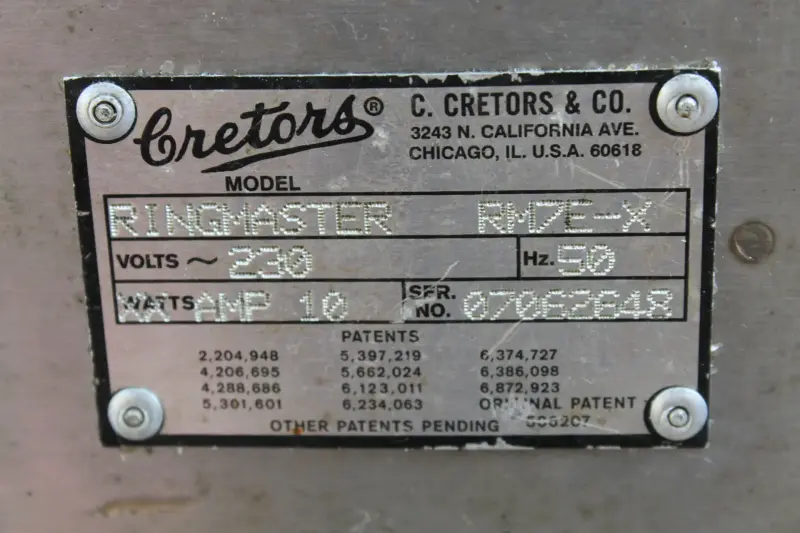 Cretors®
C. CRETORS & CO.
3243 N. CALIFORNIA AVE.
CHICAGO, IL. U.S.A. 60618
MODEL
RINGMASTER RM7E-X
VOLTS ~ 230 Hz. 50
WATTS XX AMP 10 SER. NO. 07062648
PATENTS
2,204,948 5,397,219 6,374,727
4,206,695 5,662,024 6,386,098
4,288,686 6,123,011 6,872,923
5,301,601 6,234,063 ORIGINAL PATENT -
OTHER PATENTS PENDING